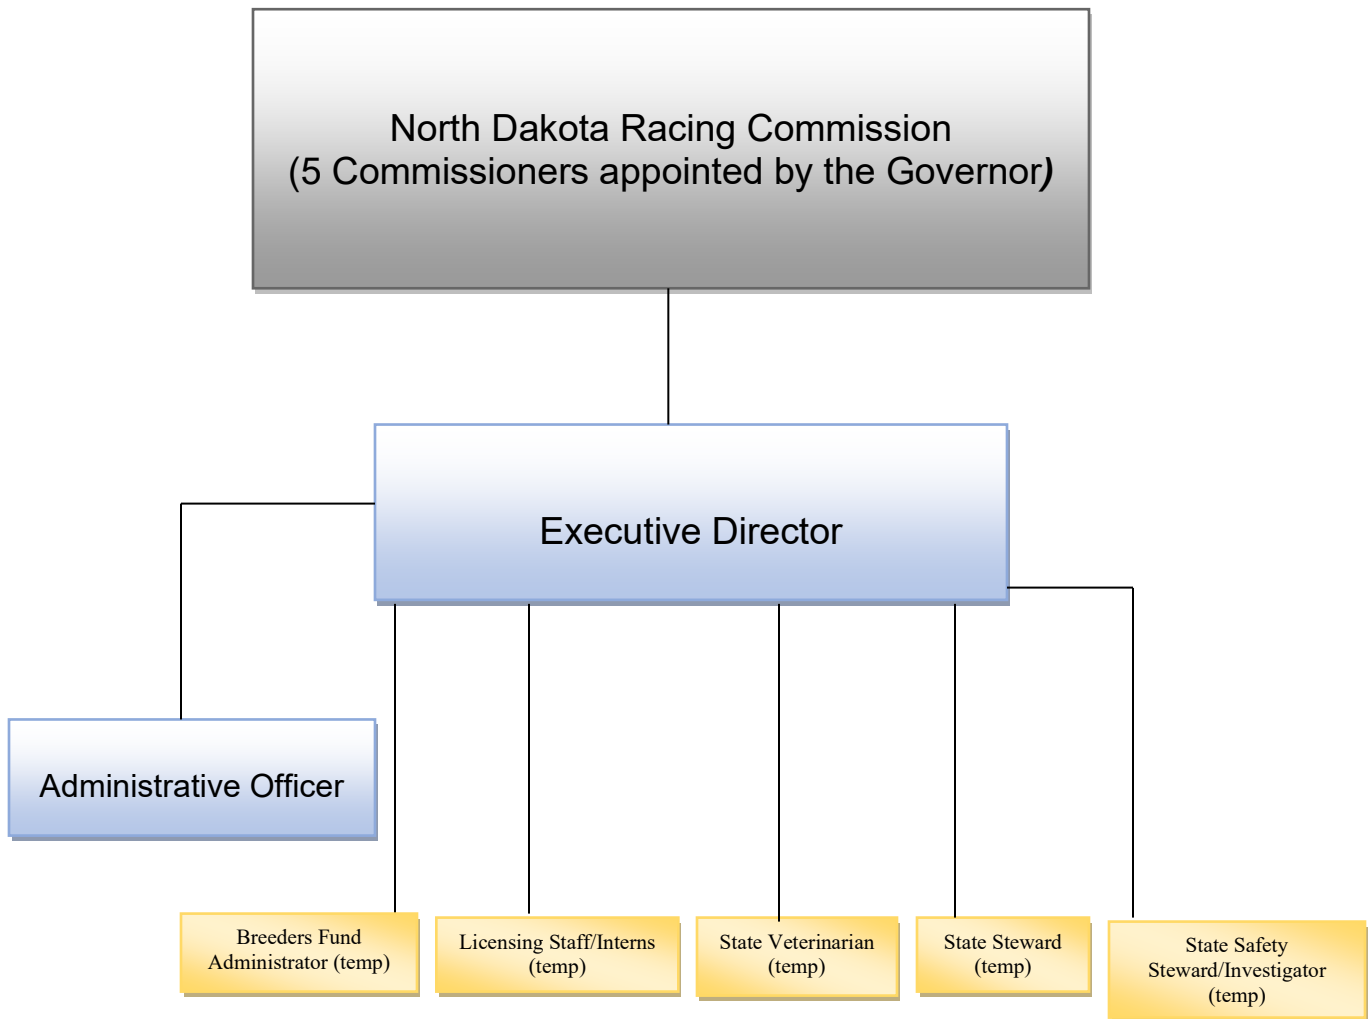 North Dakota Racing Commission
(5 Commissioners appointed by the Governor)
Executive Director
Administrative Officer
Breeders Fund
Administrator (temp)
Licensing Staff/Interns
(temp)
State Veterinarian
(temp)
State Steward
(temp)
State Safety
Steward/Investigator
(temp)